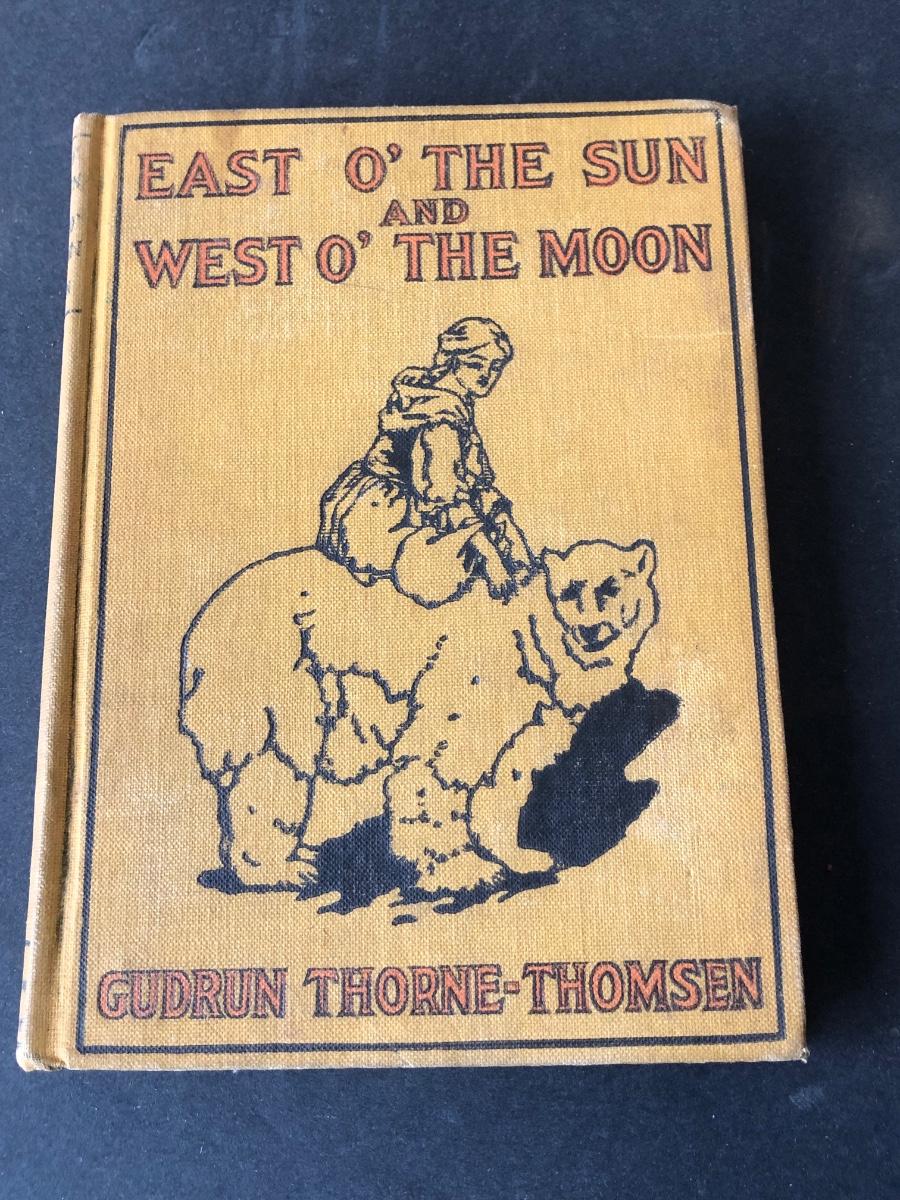 EAST O' THE SUN
AND
WEST O' THE MOON
GUDRUN THORNE-THOMSEN